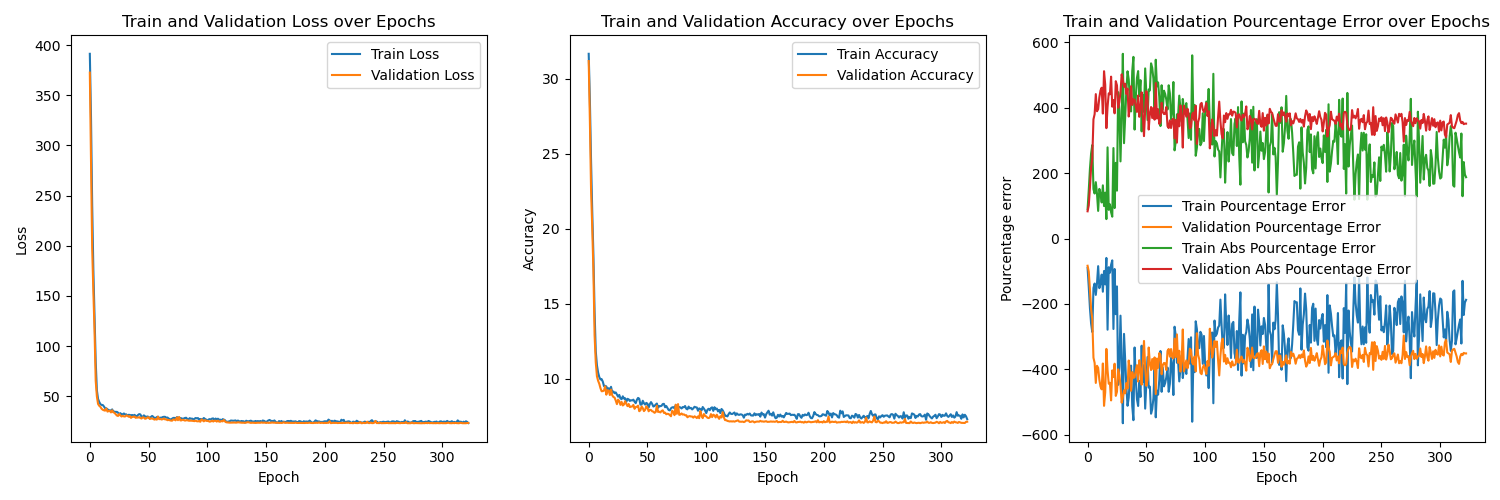 Train and Validation Loss over Epochs
Loss
400
350
300
250
200
150
100
50
Train Loss
Validation Loss
0 50 100 150 200 250 300
Epoch
Train and Validation Accuracy over Epochs
Accuracy
30
25
20
15
10
Train Accuracy
Validation Accuracy
0 50 100 150 200 250 300
Epoch
Train and Validation Pourcentage Error over Epochs
Pourcentage error
600
400
200
0
−200
−400
−600
Train Pourcentage Error
Validation Pourcentage Error
Train Abs Pourcentage Error
Validation Abs Pourcentage Error
0 50 100 150 200 250 300
Epoch